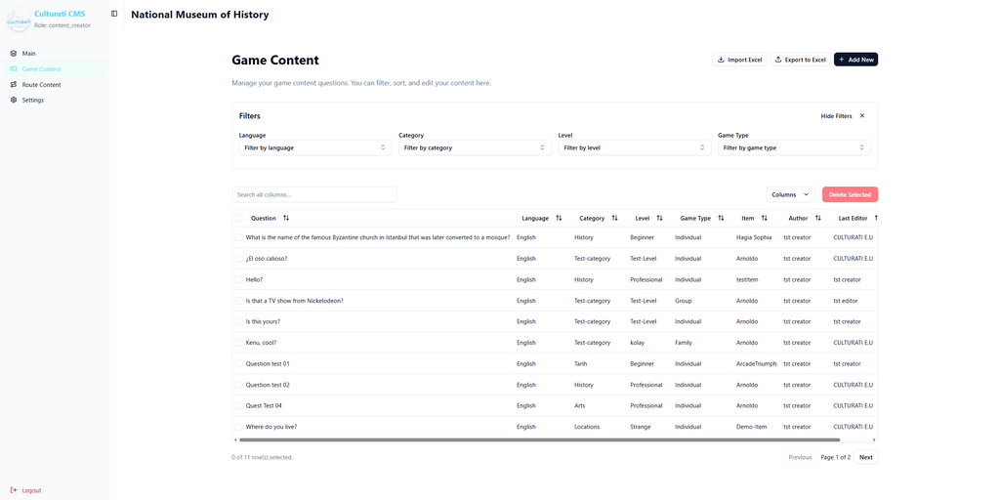 CULTURATI
Culturati CMS
Role: content_creator
National Museum of History
Main
Game Content
Route Content
Settings
Logout
Game Content
Import Excel
Export to Excel
Add New
Manage your game content questions. You can filter, sort, and edit your content here.
Filters
Hide Filters
Language Category Level Game Type
Filter by language Filter by category Filter by level Filter by game type
Search all columns...
Columns
Delete Selected
Question Language Category Level Game Type Item Author Last Editor
What is the name of the famous Byzantine church in Istanbul that was later converted to a mosque? English History Beginner Individual Hagia Sophia tst creator CULTURATI E.U
¿El oso calioso? English Test-category Test-Level Individual Arnoldo tst creator CULTURATI E.U
Hello? English History Professional Individual testItem tst creator tst creator
Is that a TV show from Nickelodeon? English Test-category Test-Level Group Arnoldo tst creator tst editor
Is this yours? English Test-category Test-Level Individual Arnoldo tst creator tst creator
Kenu, cool? English Test-category kolay Family Arnoldo tst creator CULTURATI E.U
Question test 01 English Tarih Beginner Individual ArcadeTriumph tst creator tst creator
Question test 02 English History Professional Individual Arnoldo tst creator CULTURATI E.U
Quest Test 04 English Arts Professional Individual Arnoldo tst creator CULTURATI E.U
Where do you live? English Locations Strange Individual Demo-Item tst creator CULTURATI E.U
0 of 11 row(s) selected.
Previous Page 1 of 2 Next